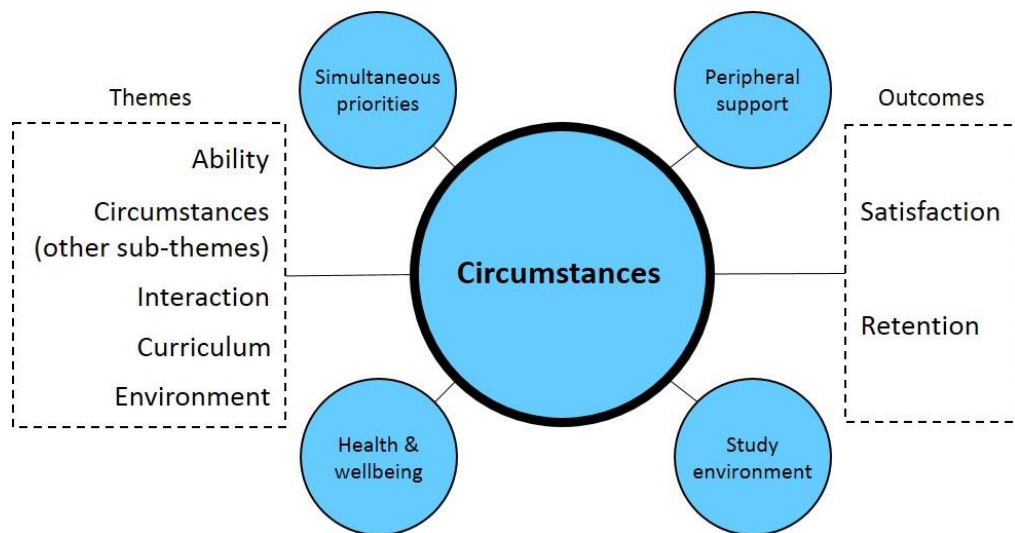 Themes
Ability
Circumstances
(other sub-themes)
Interaction
Curriculum
Environment
Simultaneous
priorities
Peripheral
support
Circumstances
Health &
wellbeing
Study
environment
Outcomes
Satisfaction
Retention